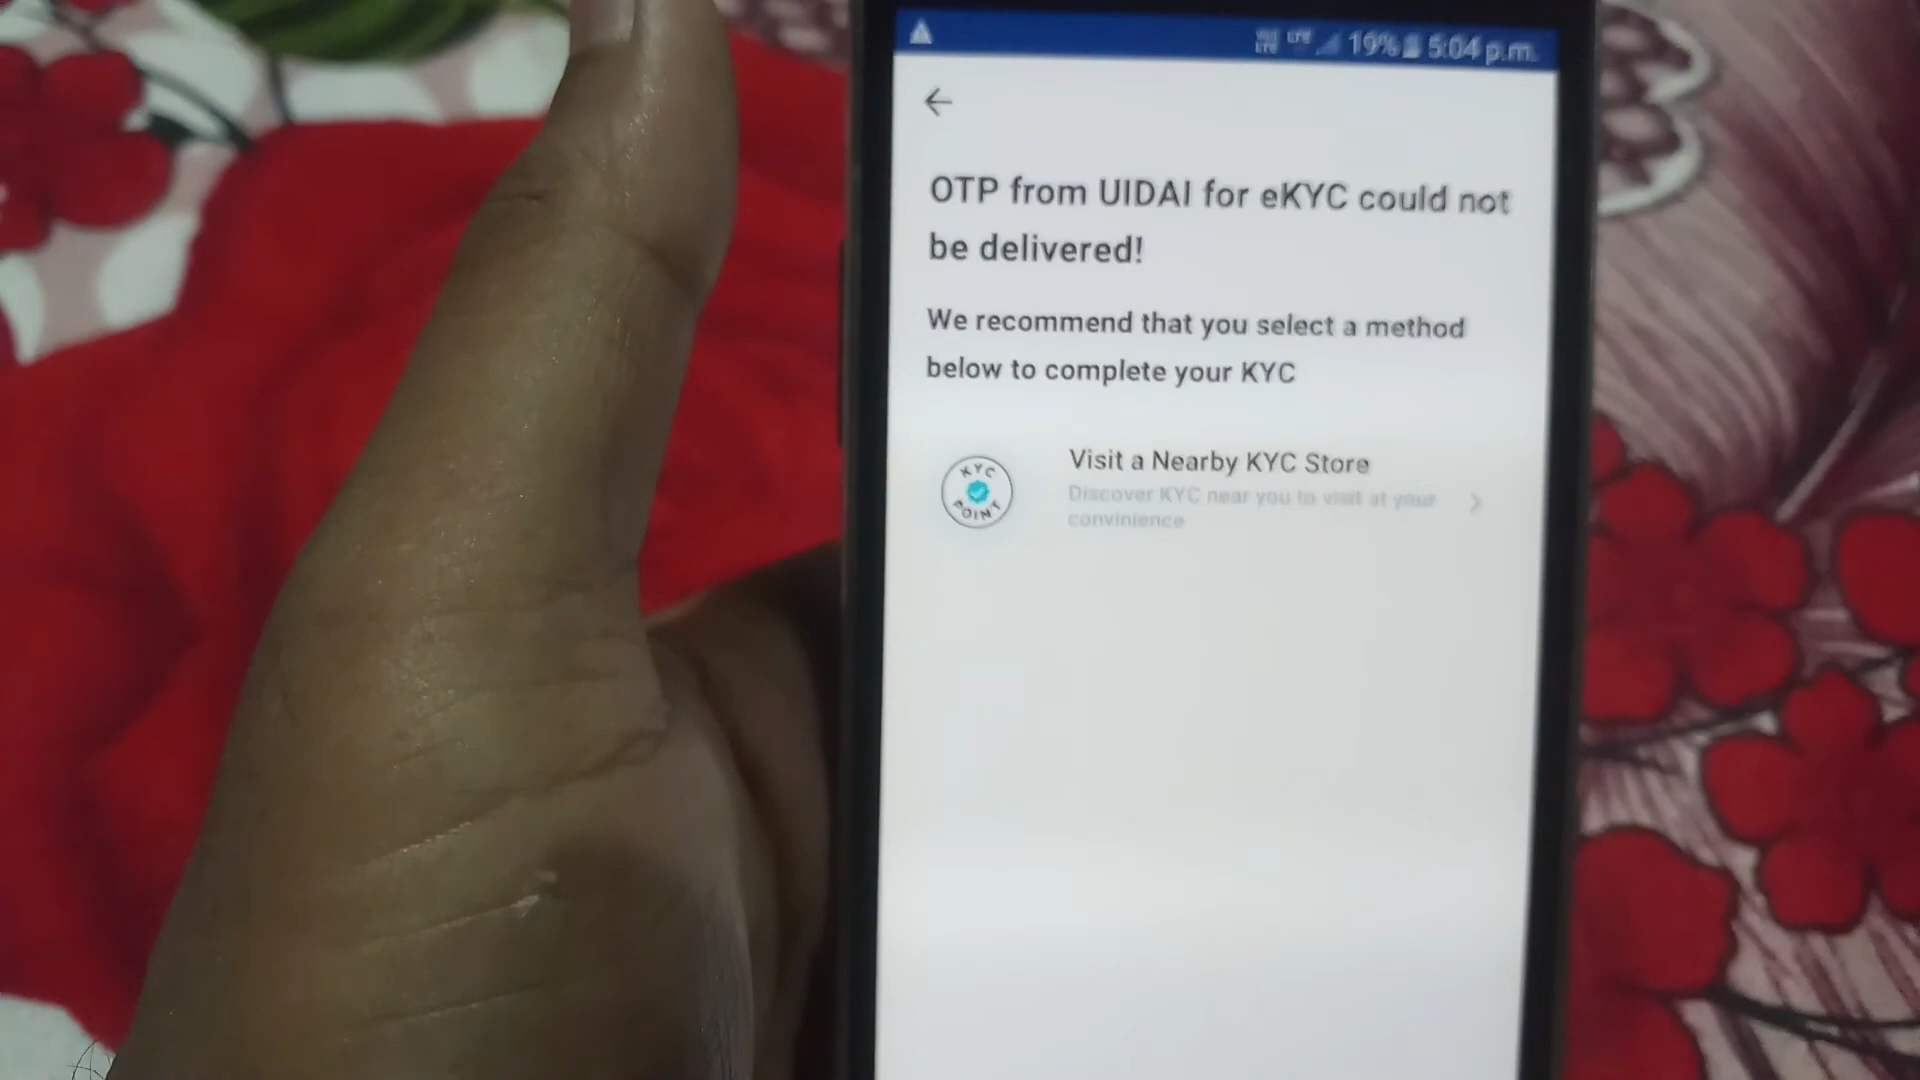 19% 5:04 p.m.
OTP from UIDAI for eKYC could not
be delivered!
We recommend that you select a method
below to complete your KYC
KYC
POINT
Visit a Nearby KYC Store
Discover KYC near you to visit at your
convinience